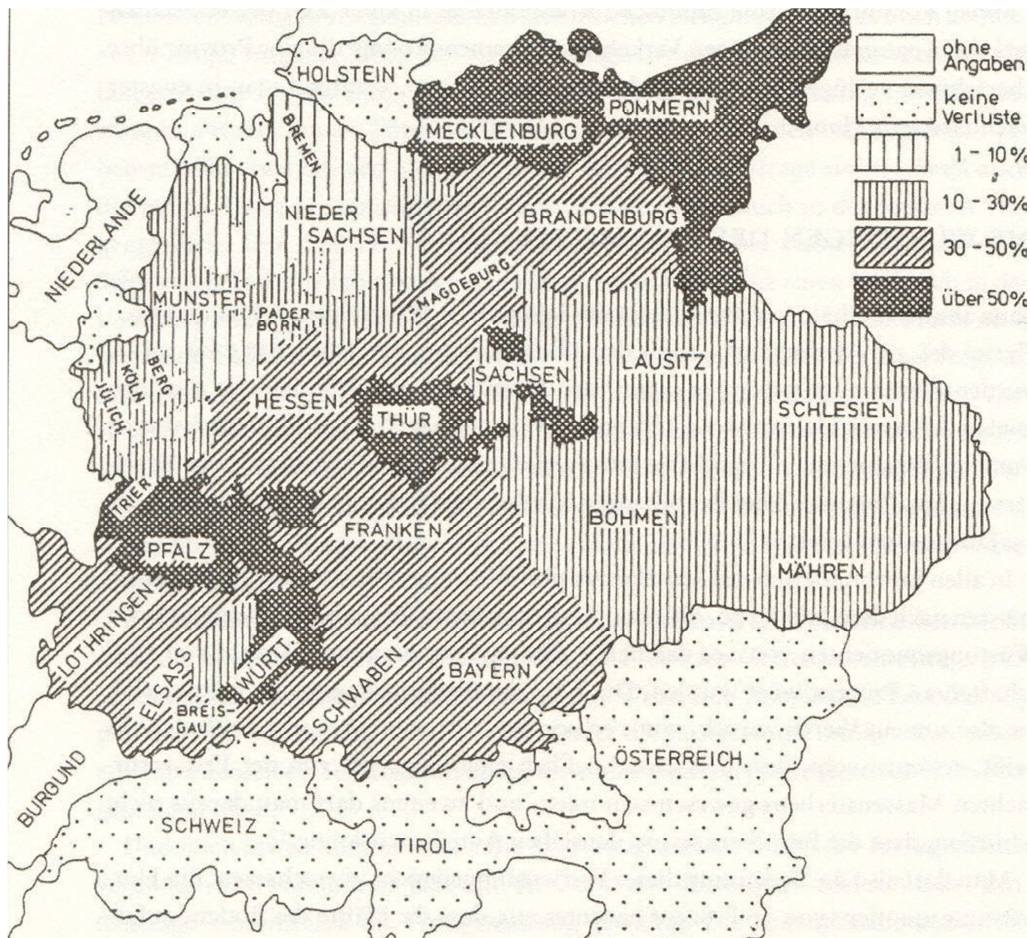 HOLSTEIN
POMMERN
MECKLENBURG
BREMEN
NIEDERLANDE
NIEDER
SACHSEN
BRANDENBURG
MAGDEBURG
MÜNSTER
PADER
BORN
BERG
KÖLN
JÜLICH
HESSEN
THÜR
SACHSEN
LAUSITZ
SCHLESIEN
TRIER
PFALZ
FRANKEN
BÖHMEN
MÄHREN
LOTHRINGEN
ELSASS
WÜRTT
BREIS-
GAU
SCHWABEN
BAYERN
ÖSTERREICH
BURGUND
SCHWEIZ
TIROL
ohne
Angaben
keine
Verluste
1 – 10 %
10 – 30%
30 – 50%
über 50%